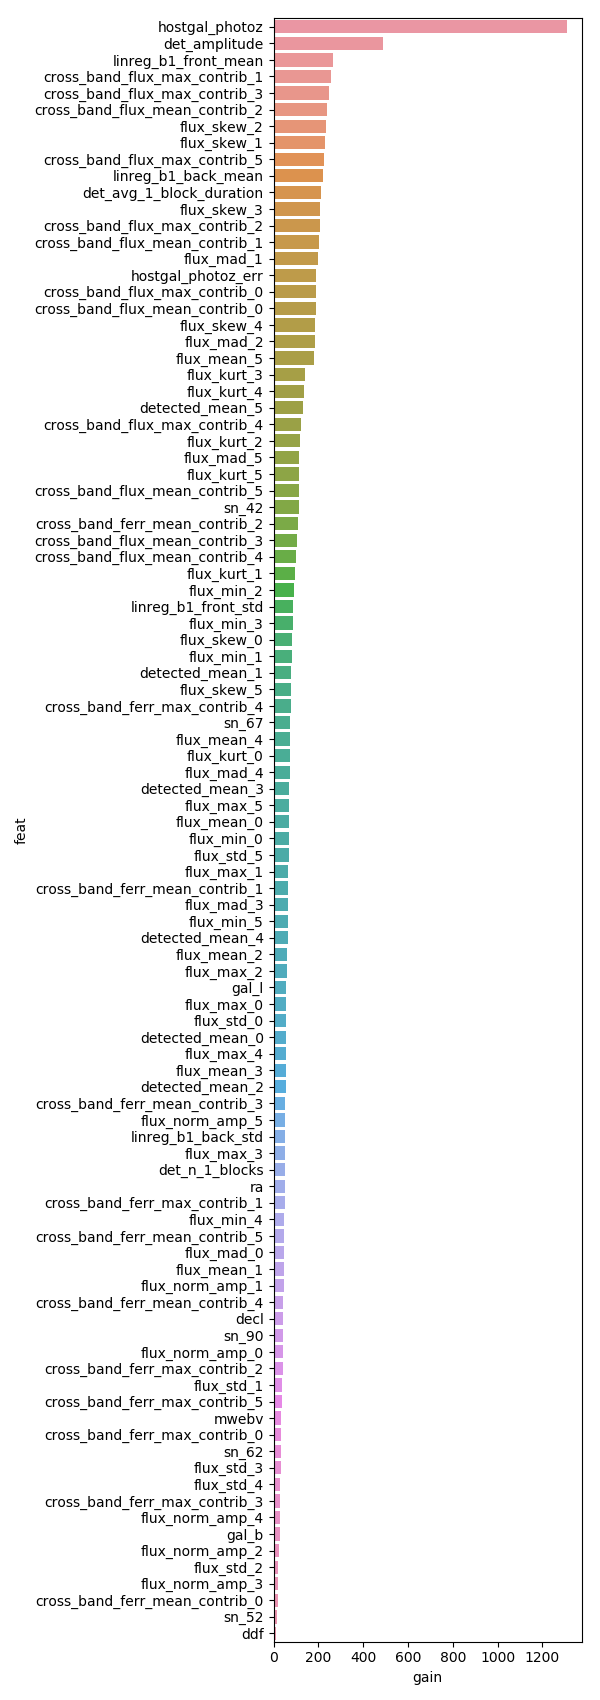 hostgal_photoz
det_amplitude
linreg_b1_front_mean
cross_band_flux_max_contrib_1
cross_band_flux_max_contrib_3
cross_band_flux_mean_contrib_2
flux_skew_2
flux_skew_1
cross_band_flux_max_contrib_5
linreg_b1_back_mean
det_avg_1_block_duration
flux_skew_3
cross_band_flux_max_contrib_2
cross_band_flux_mean_contrib_1
flux_mad_1
hostgal_photoz_err
cross_band_flux_max_contrib_0
cross_band_flux_mean_contrib_0
flux_skew_4
flux_mad_2
flux_mean_5
flux_kurt_3
flux_kurt_4
detected_mean_5
cross_band_flux_max_contrib_4
flux_kurt_2
flux_mad_5
flux_kurt_5
cross_band_flux_mean_contrib_5
sn_42
cross_band_ferr_mean_contrib_2
cross_band_flux_mean_contrib_3
cross_band_flux_mean_contrib_4
flux_kurt_1
flux_min_2
linreg_b1_front_std
flux_min_3
flux_skew_0
flux_min_1
detected_mean_1
flux_skew_5
cross_band_ferr_max_contrib_4
sn_67
flux_mean_4
flux_kurt_0
flux_mad_4
detected_mean_3
flux_max_5
flux_mean_0
flux_min_0
flux_std_5
flux_max_1
cross_band_ferr_mean_contrib_1
flux_mad_3
flux_min_5
detected_mean_4
flux_mean_2
flux_max_2
gal_l
flux_max_0
flux_std_0
detected_mean_0
flux_max_4
flux_mean_3
detected_mean_2
cross_band_ferr_mean_contrib_3
flux_norm_amp_5
linreg_b1_back_std
flux_max_3
det_n_1_blocks
ra
cross_band_ferr_max_contrib_1
flux_min_4
cross_band_ferr_mean_contrib_5
flux_mad_0
flux_mean_1
flux_norm_amp_1
cross_band_ferr_mean_contrib_4
decl
sn_90
flux_norm_amp_0
cross_band_ferr_max_contrib_2
flux_std_1
cross_band_ferr_max_contrib_5
mwebv
cross_band_ferr_max_contrib_0
sn_62
flux_std_3
flux_std_4
cross_band_ferr_max_contrib_3
flux_norm_amp_4
gal_b
flux_norm_amp_2
flux_std_2
flux_norm_amp_3
cross_band_ferr_mean_contrib_0
sn_52
ddf
feat
0 200 400 600 800 1000 1200
gain